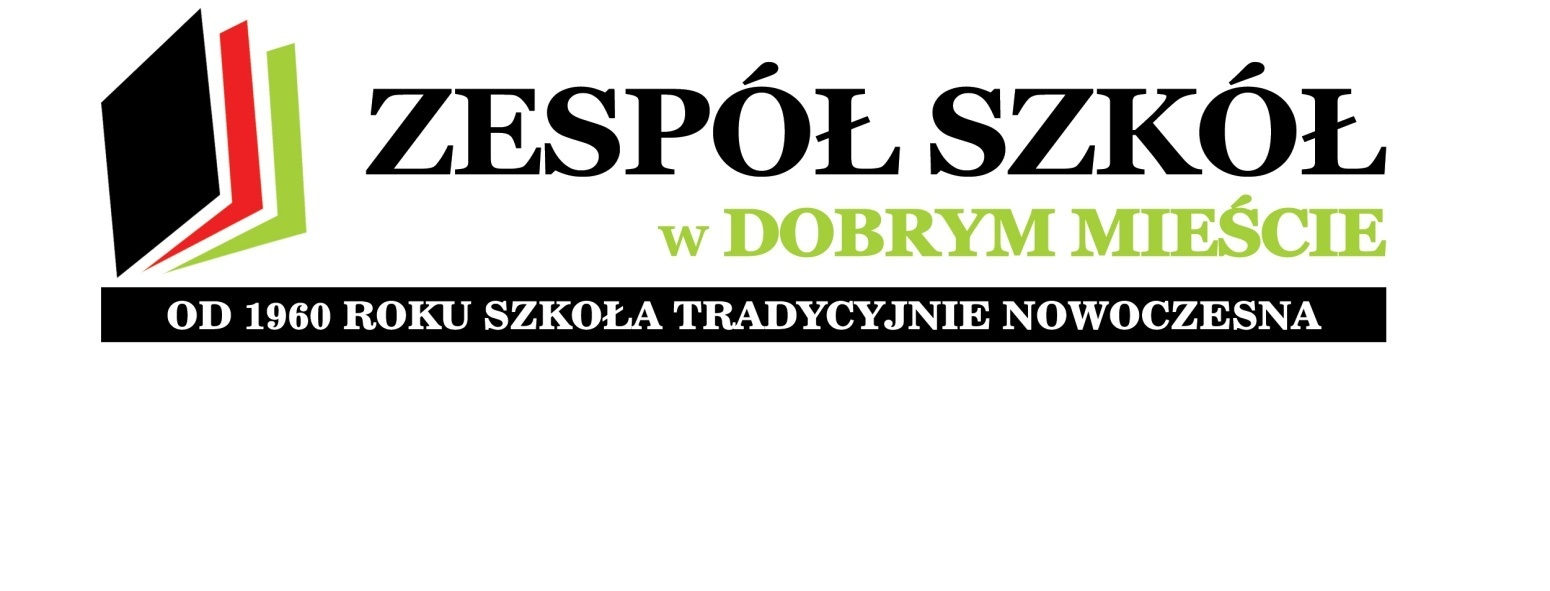 ZESPÓŁ SZKÓŁ
w DOBRYM MIEŚCIE
OD 1960 ROKU SZKOŁA TRADYCYJNIE NOWOCZESNA